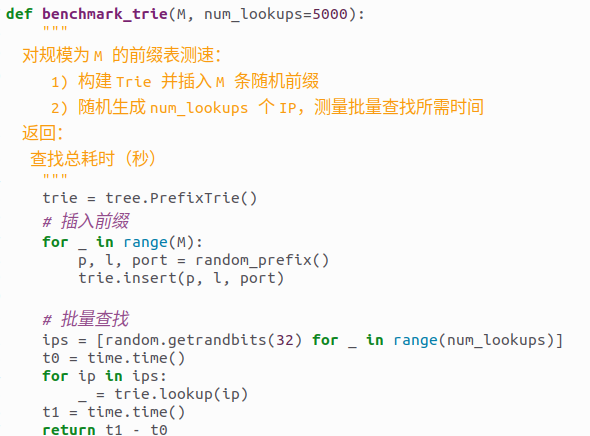 def benchmark_trie(M, num_lookups=5000):
    """
    对规模为 M 的前缀表测速：
        1) 构建 Trie 并插入 M 条随机前缀
        2) 随机生成 num_lookups 个 IP，测量批量查找所需时间
    返回：
      查找总耗时（秒）
    """
    trie = tree.PrefixTrie()
    # 插入前缀
    for _ in range(M):
        p, l, port = random_prefix()
        trie.insert(p, l, port)

    # 批量查找
    ips = [random.getrandbits(32) for _ in range(num_lookups)]
    t0 = time.time()
    for ip in ips:
        _ = trie.lookup(ip)
    t1 = time.time()
    return t1 - t0